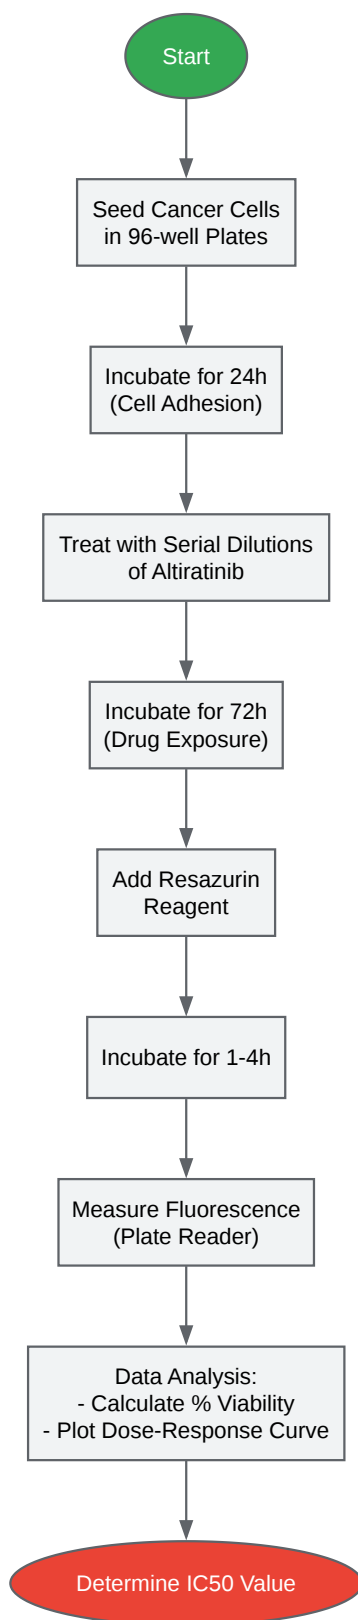 Start
Seed Cancer Cells
in 96-well Plates
Incubate for 24h
(Cell Adhesion)
Treat with Serial Dilutions
of Altiratinib
Incubate for 72h
(Drug Exposure)
Add Resazurin
Reagent
Incubate for 1-4h
Measure Fluorescence
(Plate Reader)
Data Analysis:
- Calculate % Viability
- Plot Dose-Response Curve
Determine IC50 Value